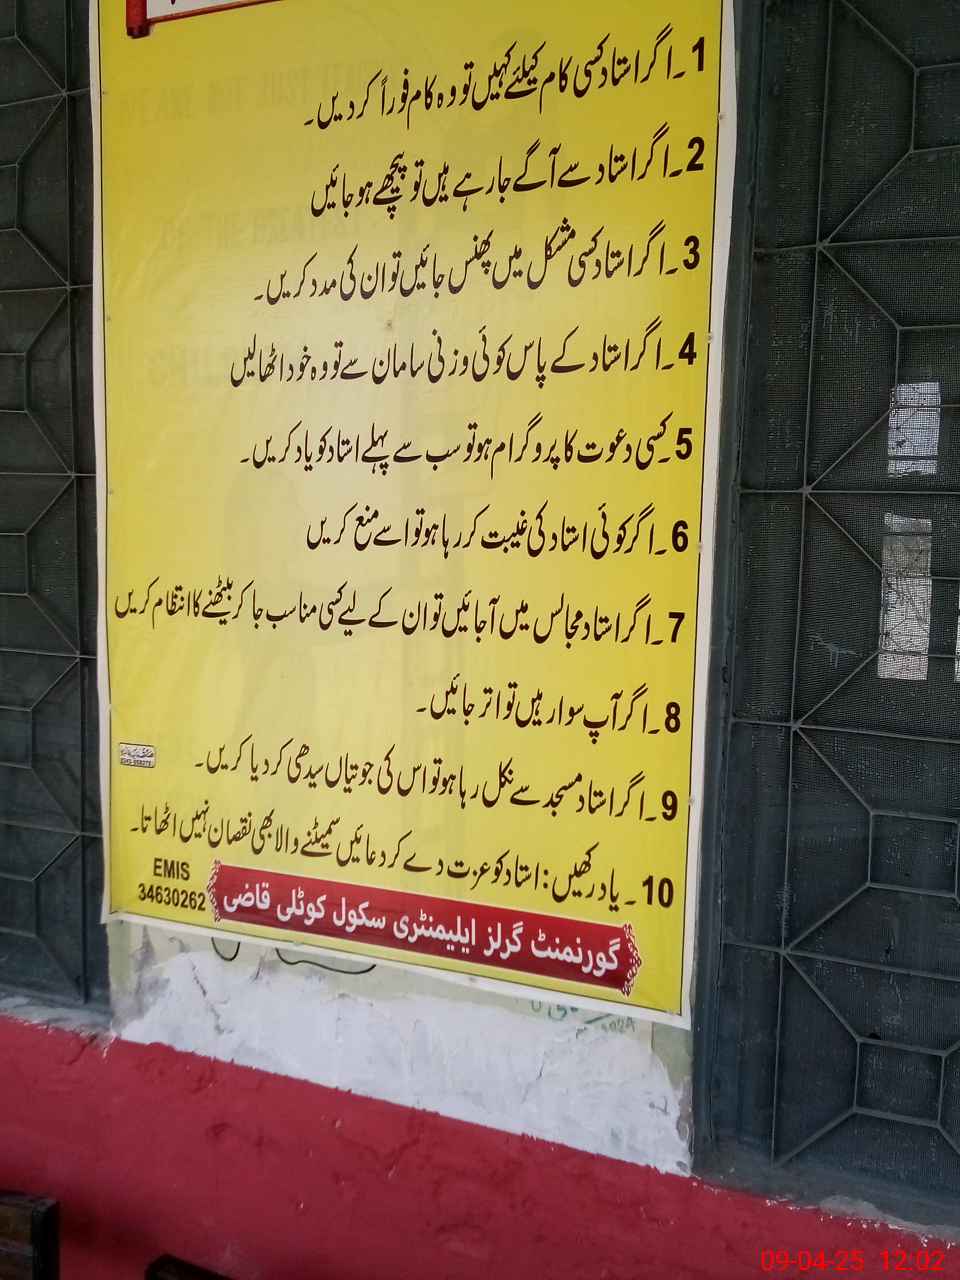 1۔اگر استاد کسی کام کیلئے کہیں تو وہ کام فوراً کر دیں۔
2۔اگر استاد سے آگے جا رہے ہیں تو پیچھے ہو جائیں
3۔اگر استاد کسی مشکل میں پھنس جائیں تو ان کی مدد کریں۔
4۔اگر استاد کے پاس کوئی وزنی سامان سے تو وہ خود اٹھا لیں
5۔کسی دعوت کا پروگرام ہو تو سب سے پہلے استاد کو یاد کریں۔
6۔اگر کوئی استاد کی غیبت کر رہا ہو تو اسے منع کریں
7۔اگر استاد مجالس میں آ جائیں تو ان کے لیے کسی مناسب جا کر بیٹھنے کا انتظام کریں
8۔اگر آپ سوار ہیں تو اتر جائیں۔
9۔اگر استاد مسجد سے نکل رہا ہو تو اس کی جوتیاں سیدھی کر دیا کریں۔
10۔یاد رکھیں: استاد کو عزت دے کر دعائیں سمیٹنے والا بھی نقصان نہیں اٹھاتا۔
EMIS
34630262
گورنمنٹ گرلز ایلیمنٹری سکول کوٹلی قاضی
09-04-25 12:02